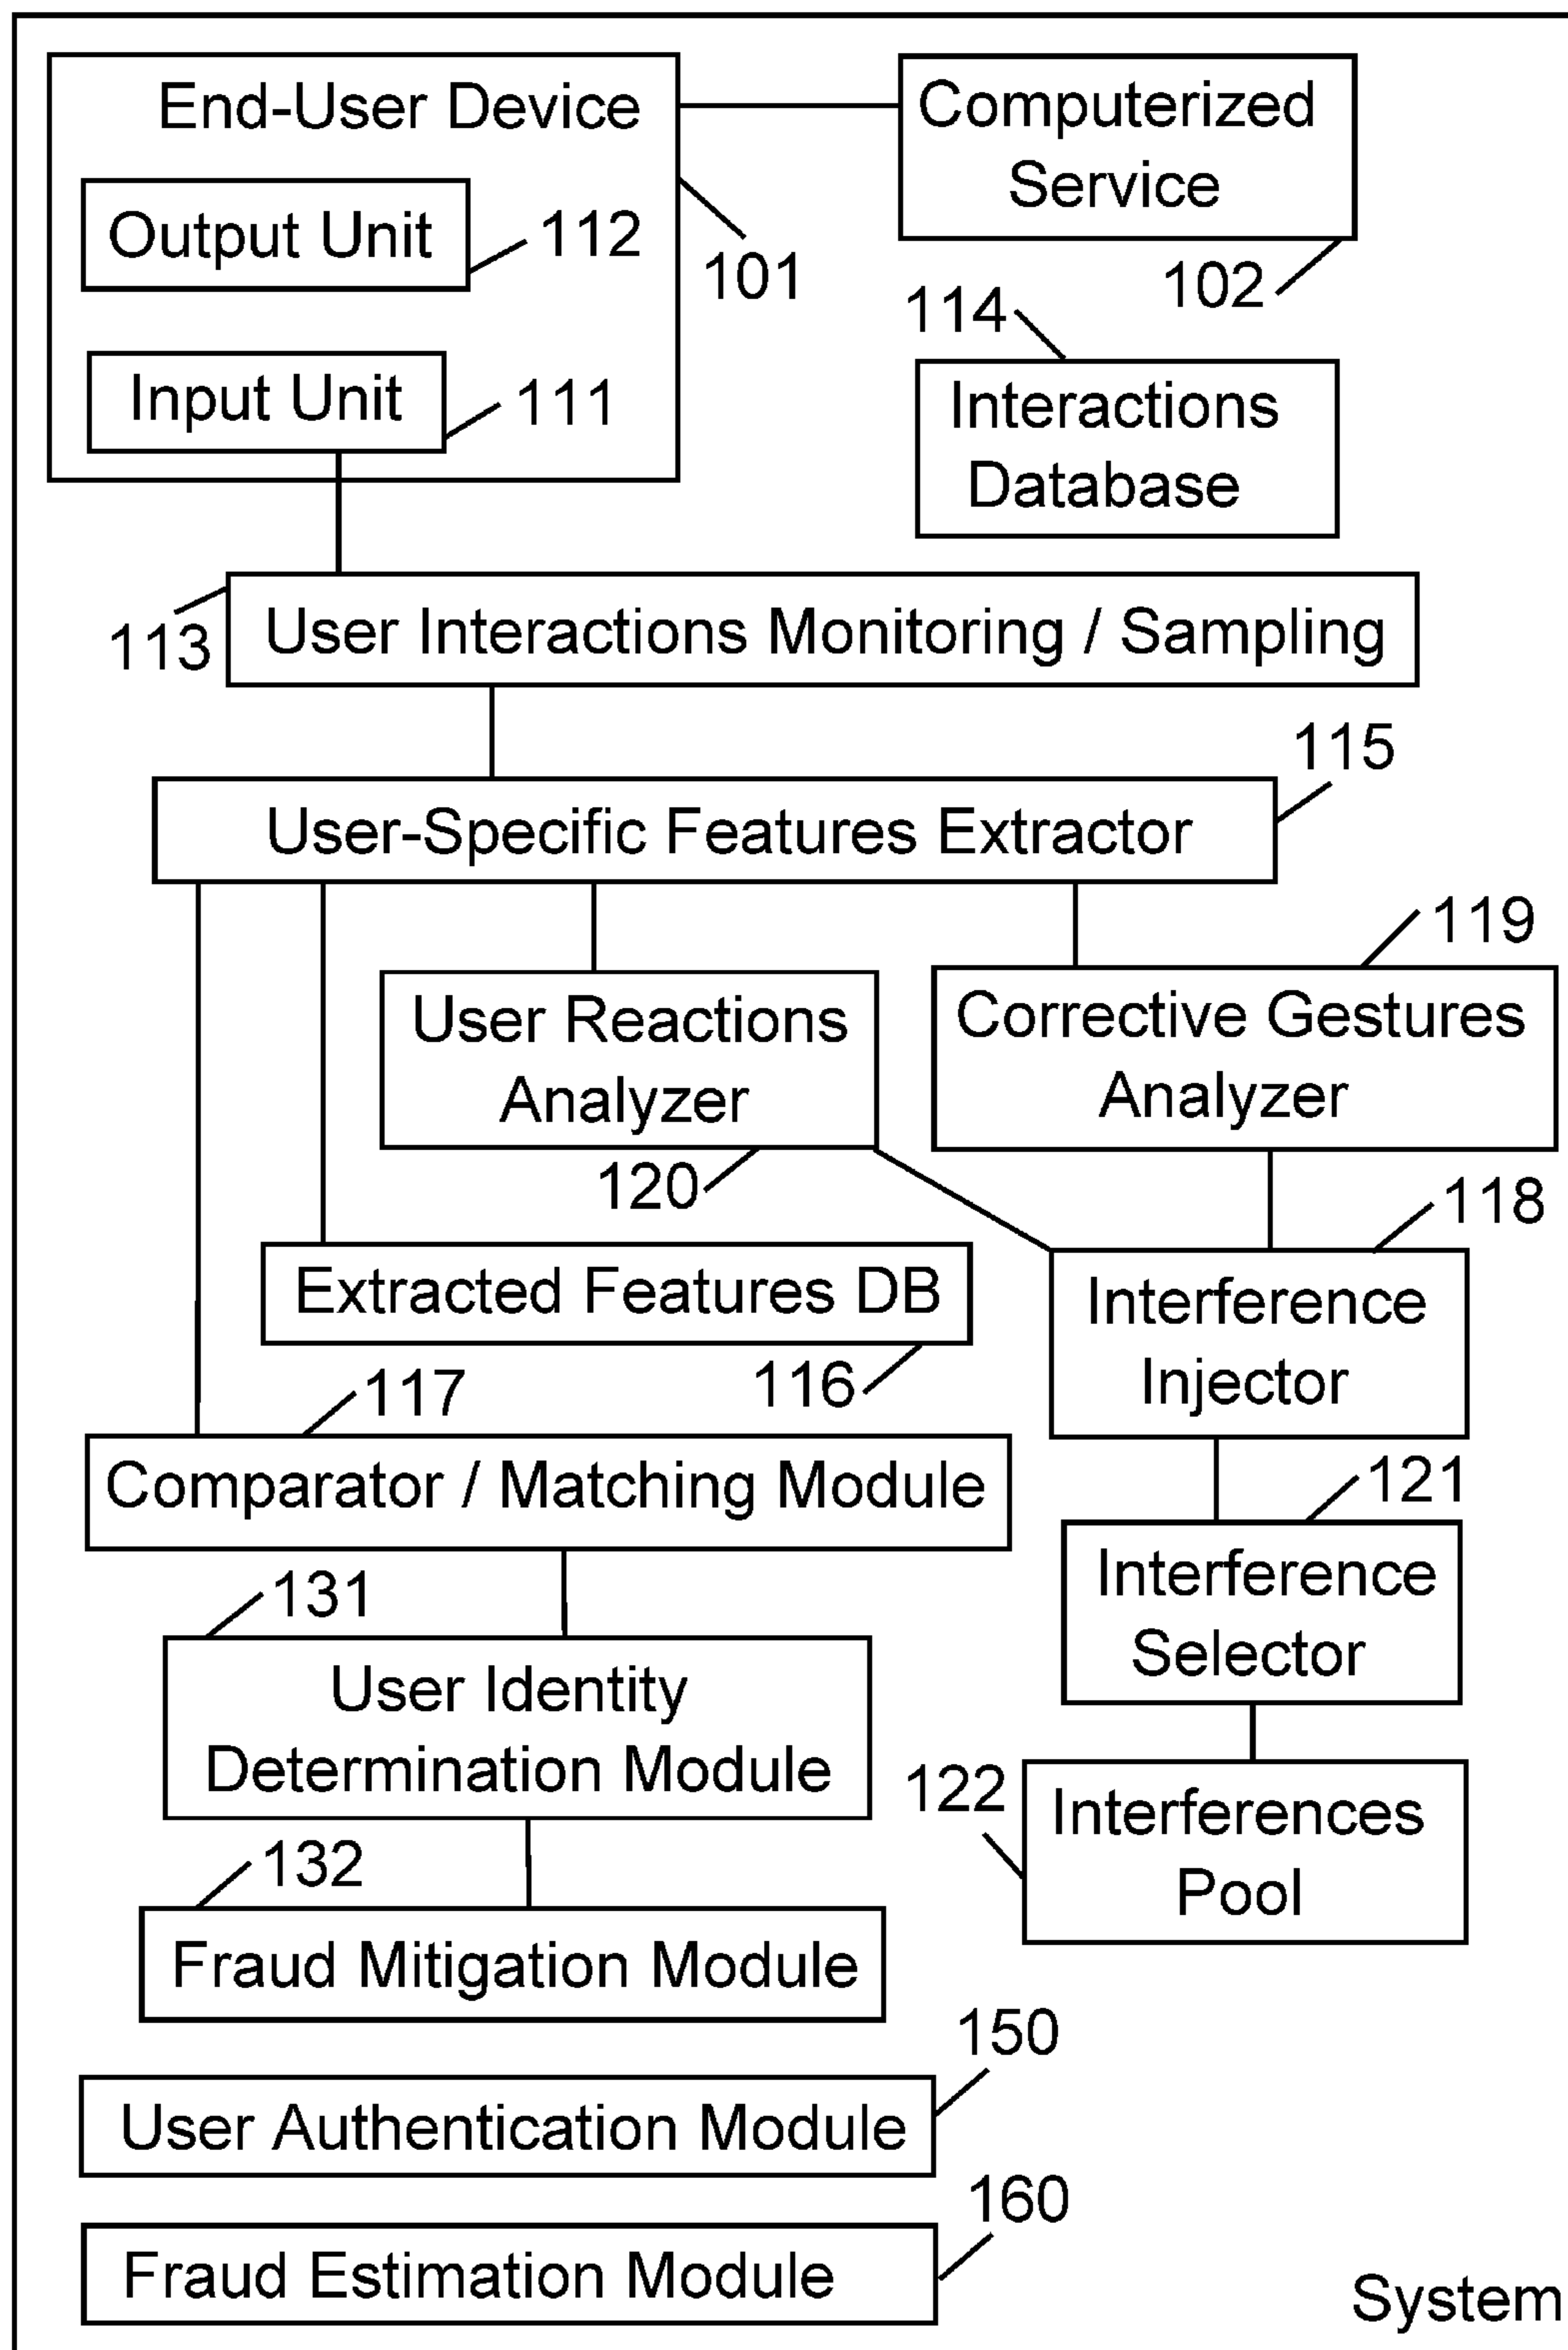 End-User Device
Computerized
Service
Output Unit
112
101
102
114
Input Unit
111
Interactions
Database
113
User Interactions Monitoring / Sampling
115
User-Specific Features Extractor
119
User Reactions
Analyzer
Corrective Gestures
Analyzer
120
118
Extracted Features DB
116
Interference
Injector
117
Comparator / Matching Module
121
131
Interference
Selector
User Identity
Determination Module
122
Interferences
Pool
132
Fraud Mitigation Module
150
User Authentication Module
160
Fraud Estimation Module
System